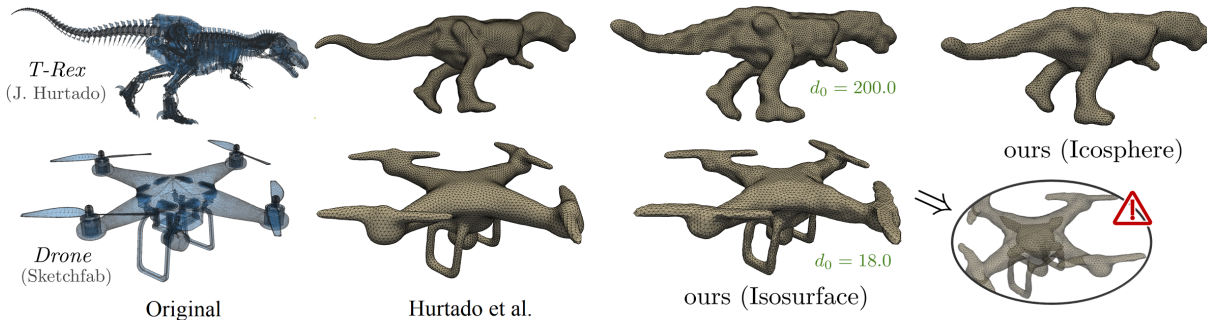 T-Rex
(J. Hurtado)
d₀ = 200.0
ours (Icosphere)
Drone
(Sketchfab)
d₀ = 18.0
Original
Hurtado et al.
ours (Isosurface)